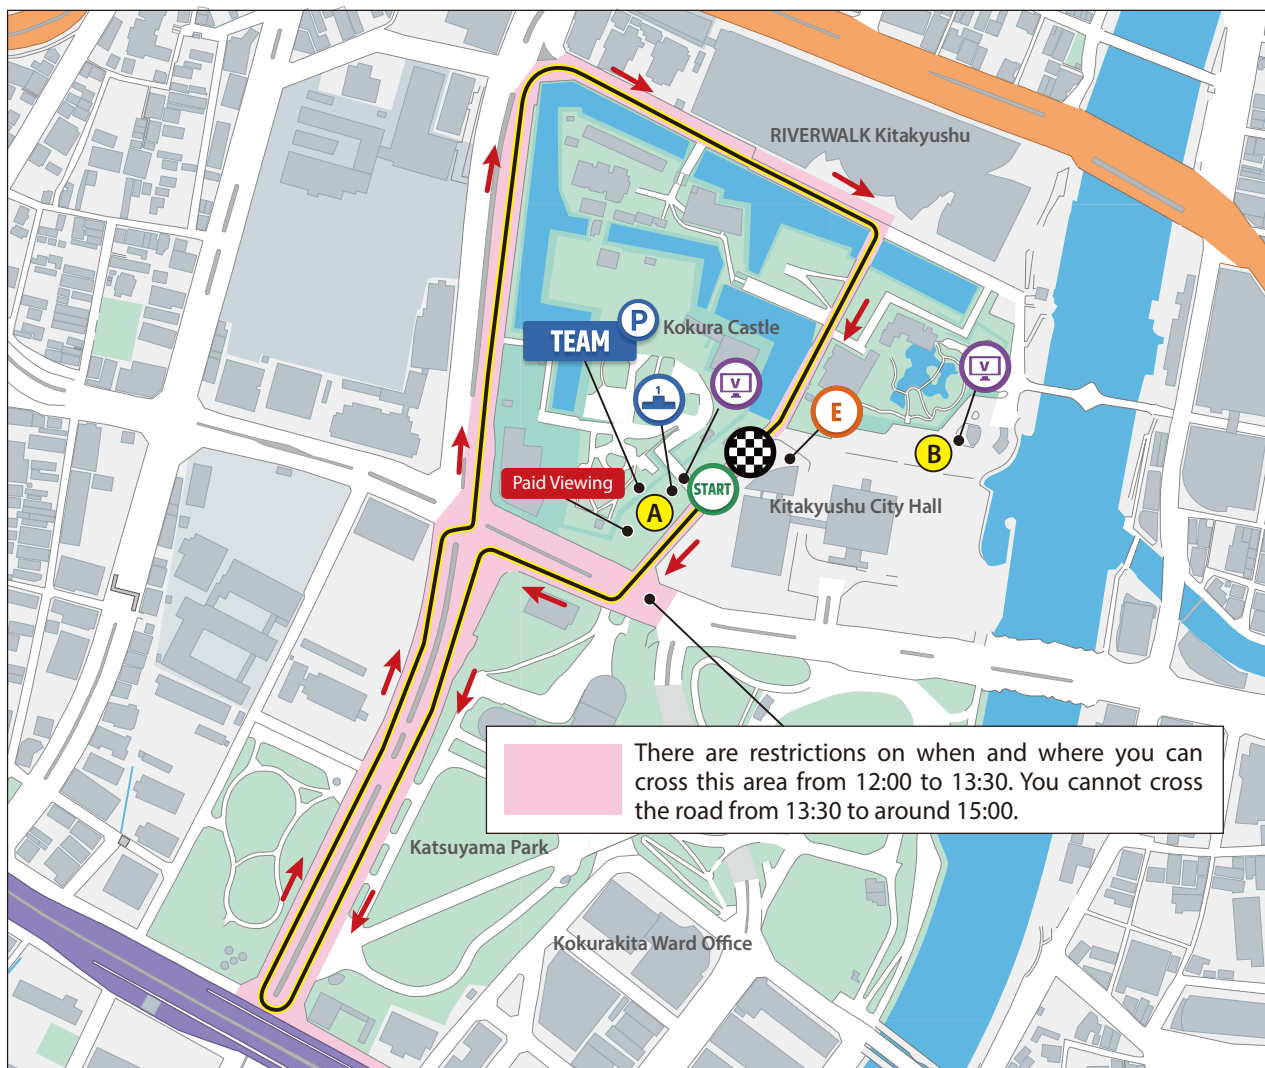 RIVERWALK Kitakyushu
P
Kokura Castle
TEAM
V
1
V
E
B
Paid Viewing
START
A
Kitakyushu City Hall
There are restrictions on when and where you can
cross this area from 12:00 to 13:30. You cannot cross
the road from 13:30 to around 15:00.
Katsuyama Park
Kokurakita Ward Office